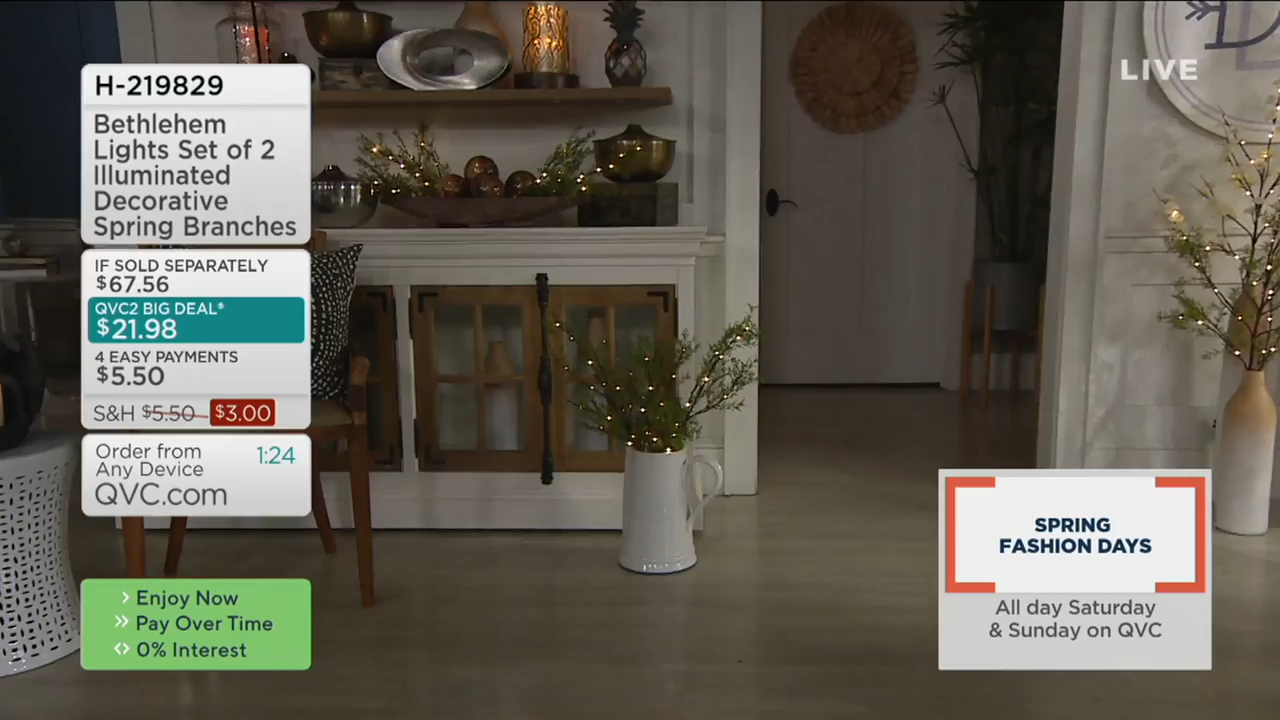 H-219829
Bethlehem
Lights Set of 2
Illuminated
Decorative
Spring Branches
IF SOLD SEPARATELY
$67.56
QVC2 BIG DEAL®
$21.98
4 EASY PAYMENTS
$5.50
S&H $5.50 $3.00
Order from 1:24
Any Device
QVC.com
> Enjoy Now
>> Pay Over Time
<> 0% Interest
LIVE
D
SPRING
FASHION DAYS
All day Saturday
& Sunday on QVC